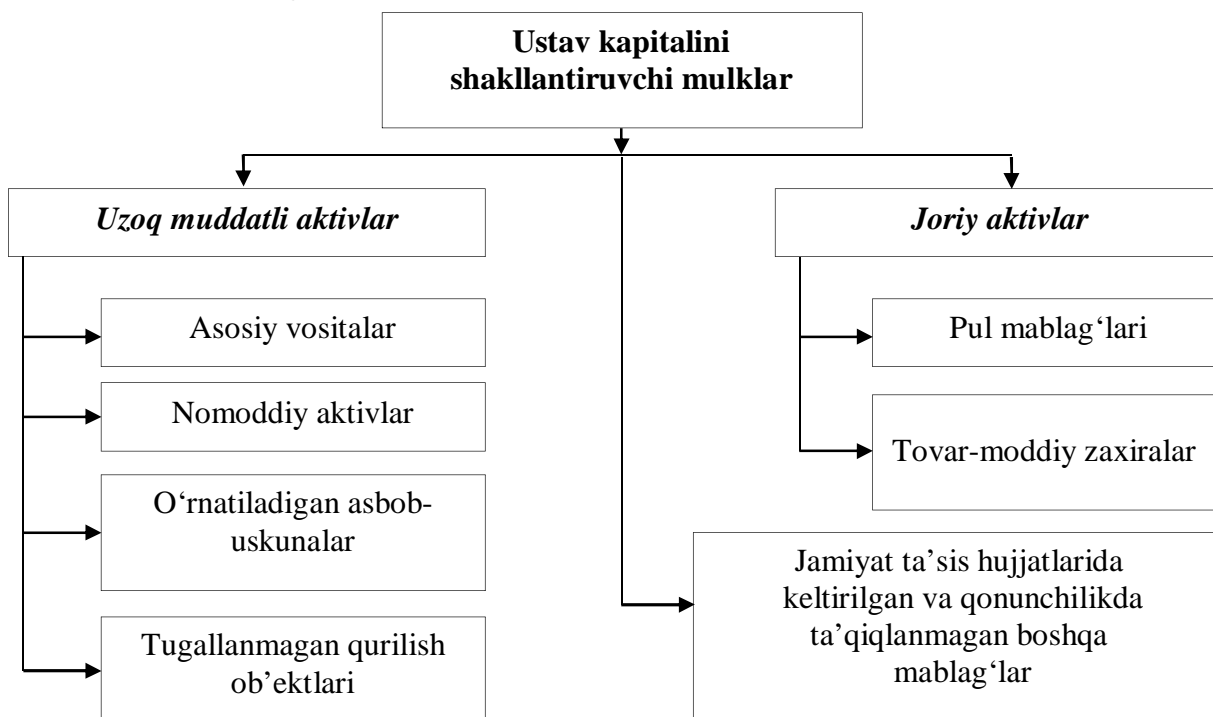 Ustav kapitalini
shakllantiruvchi mulklar
Uzoq muddatli aktivlar
Joriy aktivlar
Asosiy vositalar
Nomoddiy aktivlar
O‘rnatiladigan asbob-
uskunalar
Tugallanmagan qurilish
ob’ektlari
Pul mablag‘lari
Tovar-moddiy zaxiralar
Jamiyat ta’sis hujjatlarida
keltirilgan va qonunchilikda
ta’qiqlanmagan boshqa
mablag‘lar